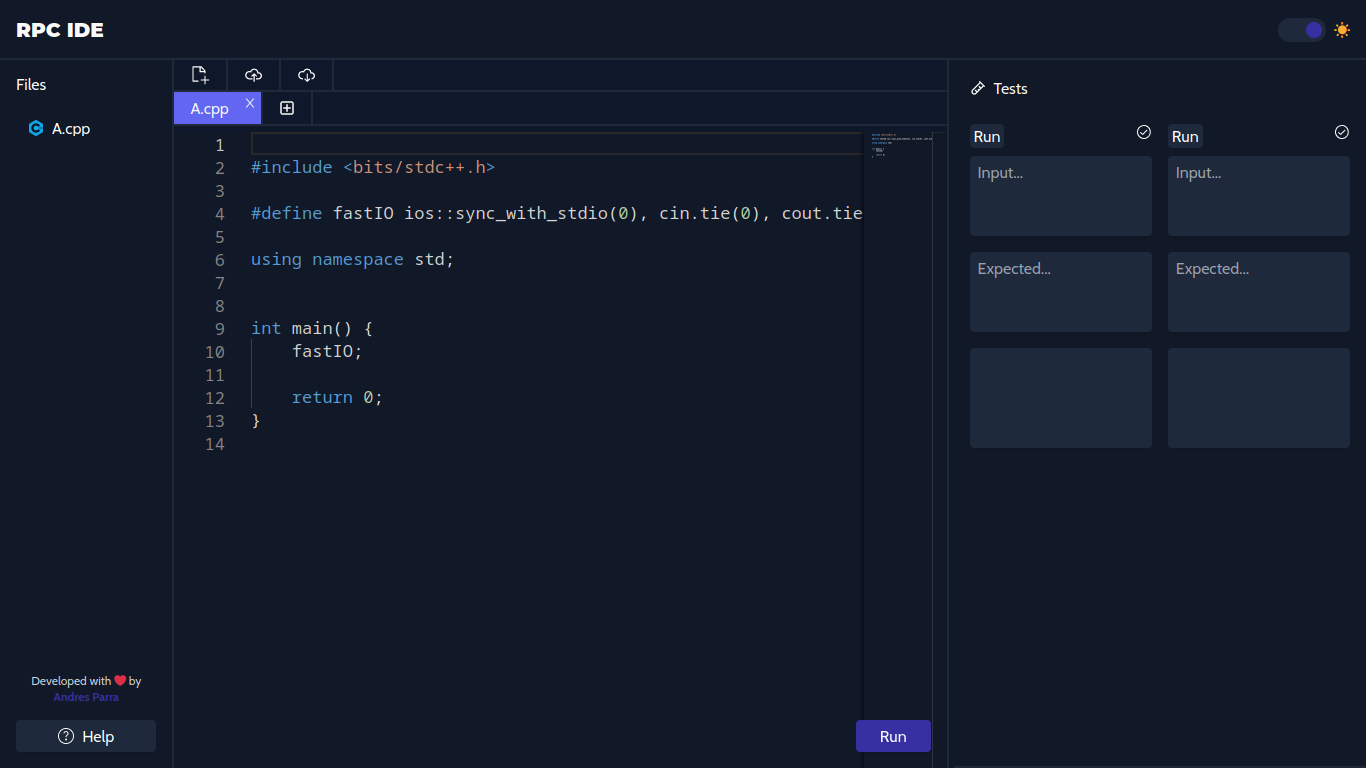 RPC IDE
Files
A.cpp
A.cpp
1
2 #include <bits/stdc++.h>
3
4 #define fastIO ios::sync_with_stdio(0), cin.tie(0), cout.tie
5
6 using namespace std;
7
8
9 int main() {
10 fastIO;
11
12 return 0;
13 }
14
Run
Tests
Run Run
Input... Input...
Expected... Expected...
Developed with ❤️ by
Andres Parra
Help